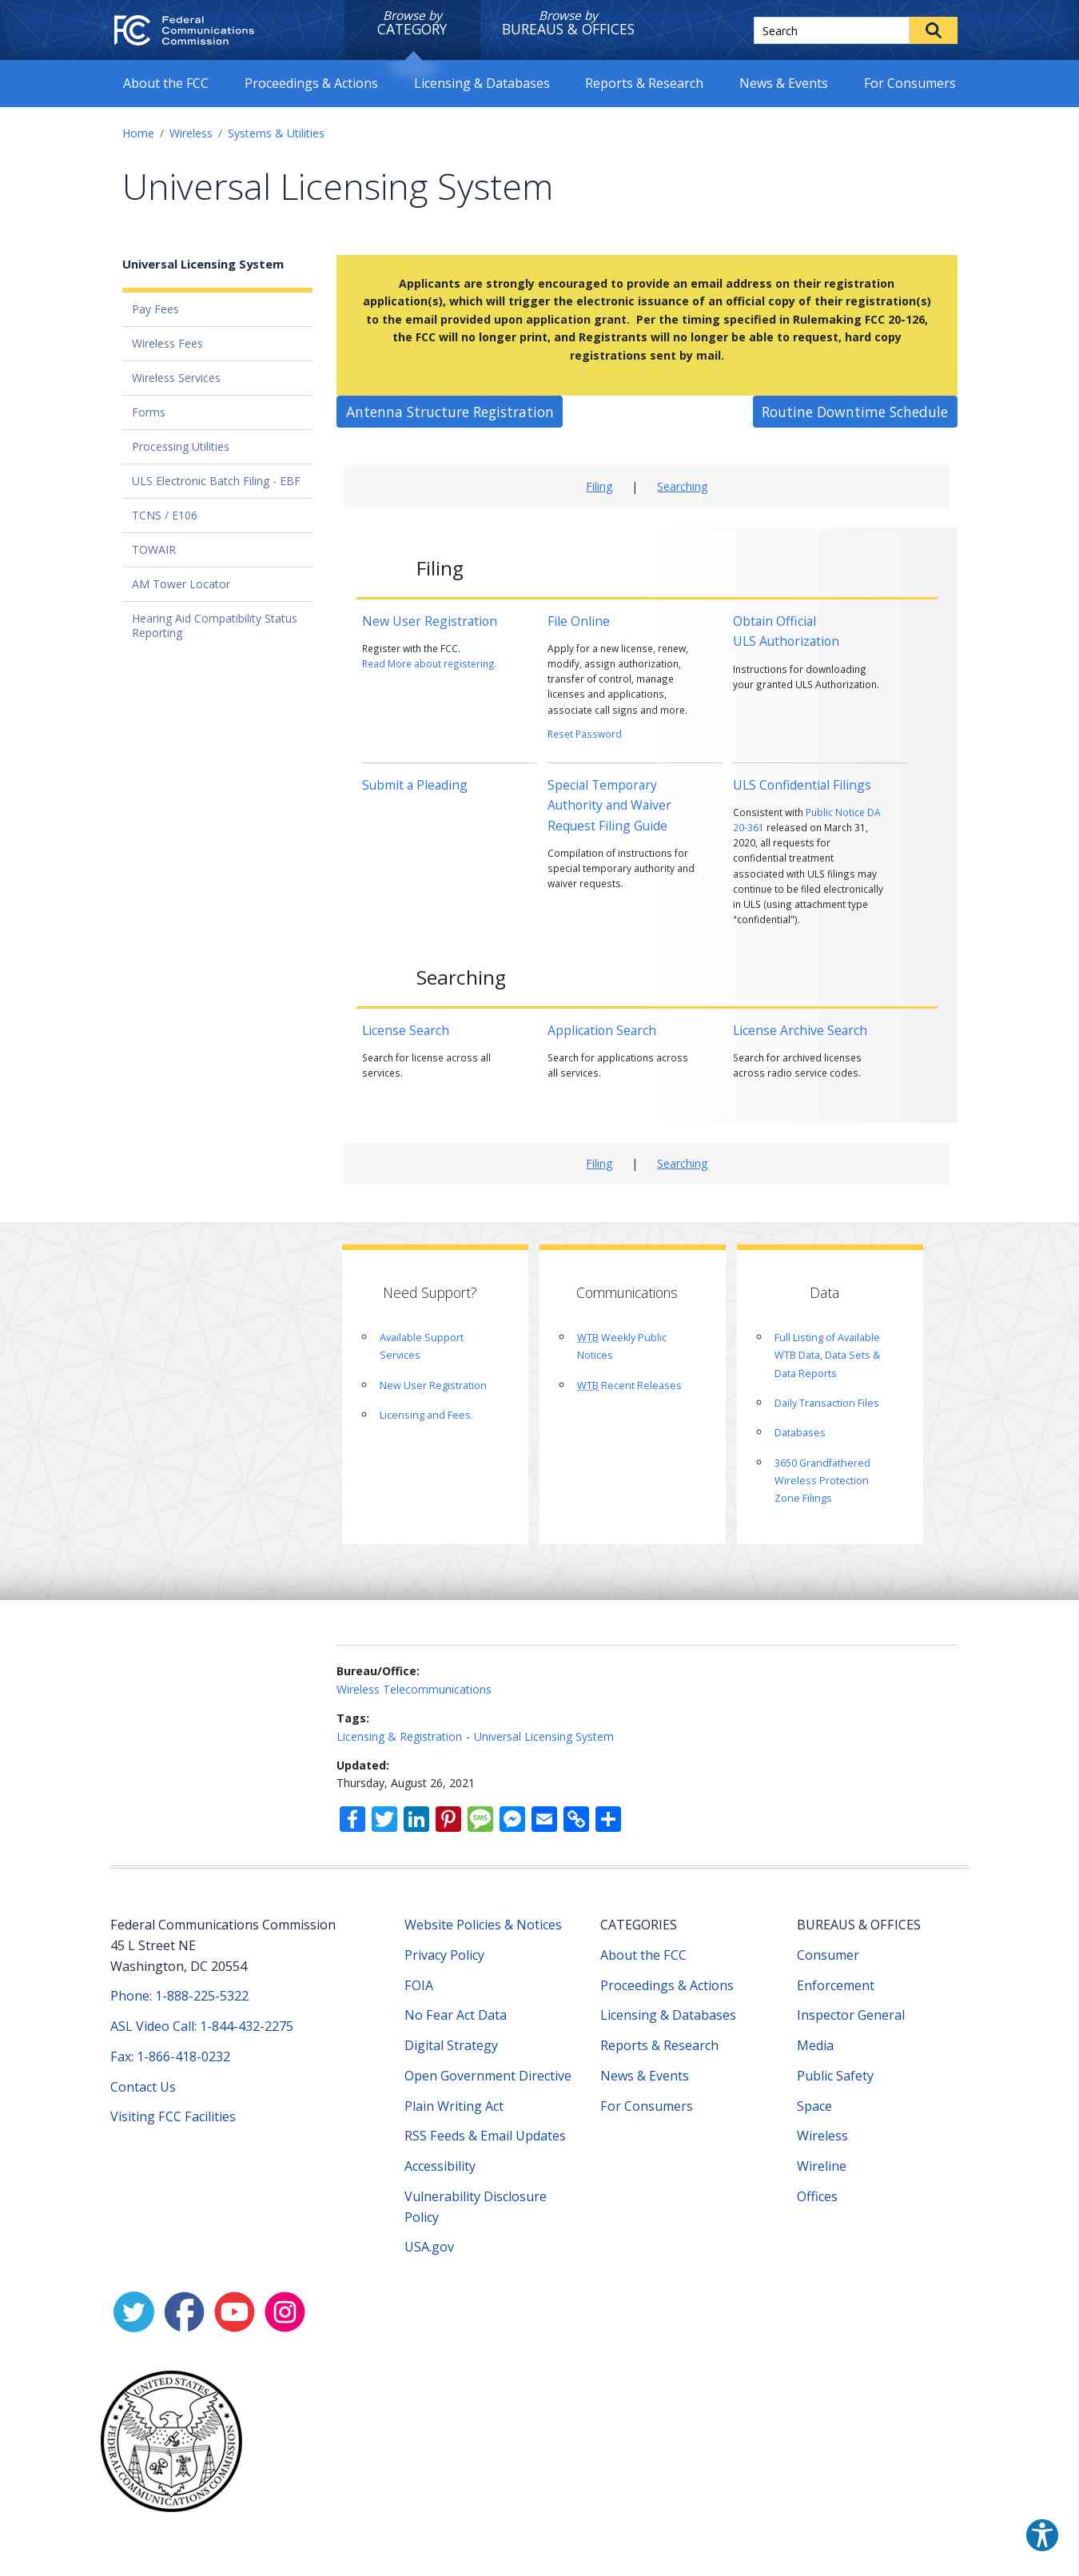 FC Federal
Communications
Commission
Browse by
CATEGORY
Browse by
BUREAUS & OFFICES
Search
About the FCC
Proceedings & Actions
Licensing & Databases
Reports & Research
News & Events
For Consumers
Home / Wireless / Systems & Utilities
Universal Licensing System
Universal Licensing System
Pay Fees
Wireless Fees
Wireless Services
Forms
Processing Utilities
ULS Electronic Batch Filing - EBF
TCNS / E106
TOWAIR
AM Tower Locator
Hearing Aid Compatibility Status
Reporting
Applicants are strongly encouraged to provide an email address on their registration
application(s), which will trigger the electronic issuance of an official copy of their registration(s)
to the email provided upon application grant. Per the timing specified in Rulemaking FCC 20-126,
the FCC will no longer print, and Registrants will no longer be able to request, hard copy
registrations sent by mail.
Antenna Structure Registration
Routine Downtime Schedule
Filing | Searching
Filing
New User Registration
Register with the FCC.
Read More about registering.
File Online
Apply for a new license, renew,
modify, assign authorization,
transfer of control, manage
licenses and applications,
associate call signs and more.
Reset Password
Obtain Official
ULS Authorization
Instructions for downloading
your granted ULS Authorization.
Submit a Pleading
Special Temporary
Authority and Waiver
Request Filing Guide
Compilation of instructions for
special temporary authority and
waiver requests.
ULS Confidential Filings
Consistent with Public Notice DA
20-361 released on March 31,
2020, all requests for
confidential treatment
associated with ULS filings may
continue to be filed electronically
in ULS (using attachment type
"confidential").
Searching
License Search
Search for license across all
services.
Application Search
Search for applications across
all services.
License Archive Search
Search for archived licenses
across radio service codes.
Filing | Searching
Need Support?
Available Support
Services
New User Registration
Licensing and Fees.
Communications
WTB Weekly Public
Notices
WTB Recent Releases
Data
Full Listing of Available
WTB Data, Data Sets &
Data Reports
Daily Transaction Files
Databases
3650 Grandfathered
Wireless Protection
Zone Filings
Bureau/Office:
Wireless Telecommunications
Tags:
Licensing & Registration - Universal Licensing System
Updated:
Thursday, August 26, 2021
SMS
Federal Communications Commission
45 L Street NE
Washington, DC 20554
Phone: 1-888-225-5322
ASL Video Call: 1-844-432-2275
Fax: 1-866-418-0232
Contact Us
Visiting FCC Facilities
Website Policies & Notices
Privacy Policy
FOIA
No Fear Act Data
Digital Strategy
Open Government Directive
Plain Writing Act
RSS Feeds & Email Updates
Accessibility
Vulnerability Disclosure
Policy
USA.gov
CATEGORIES
About the FCC
Proceedings & Actions
Licensing & Databases
Reports & Research
News & Events
For Consumers
BUREAUS & OFFICES
Consumer
Enforcement
Inspector General
Media
Public Safety
Space
Wireless
Wireline
Offices
UNITED STATES
FEDERAL COMMUNICATIONS COMMISSION